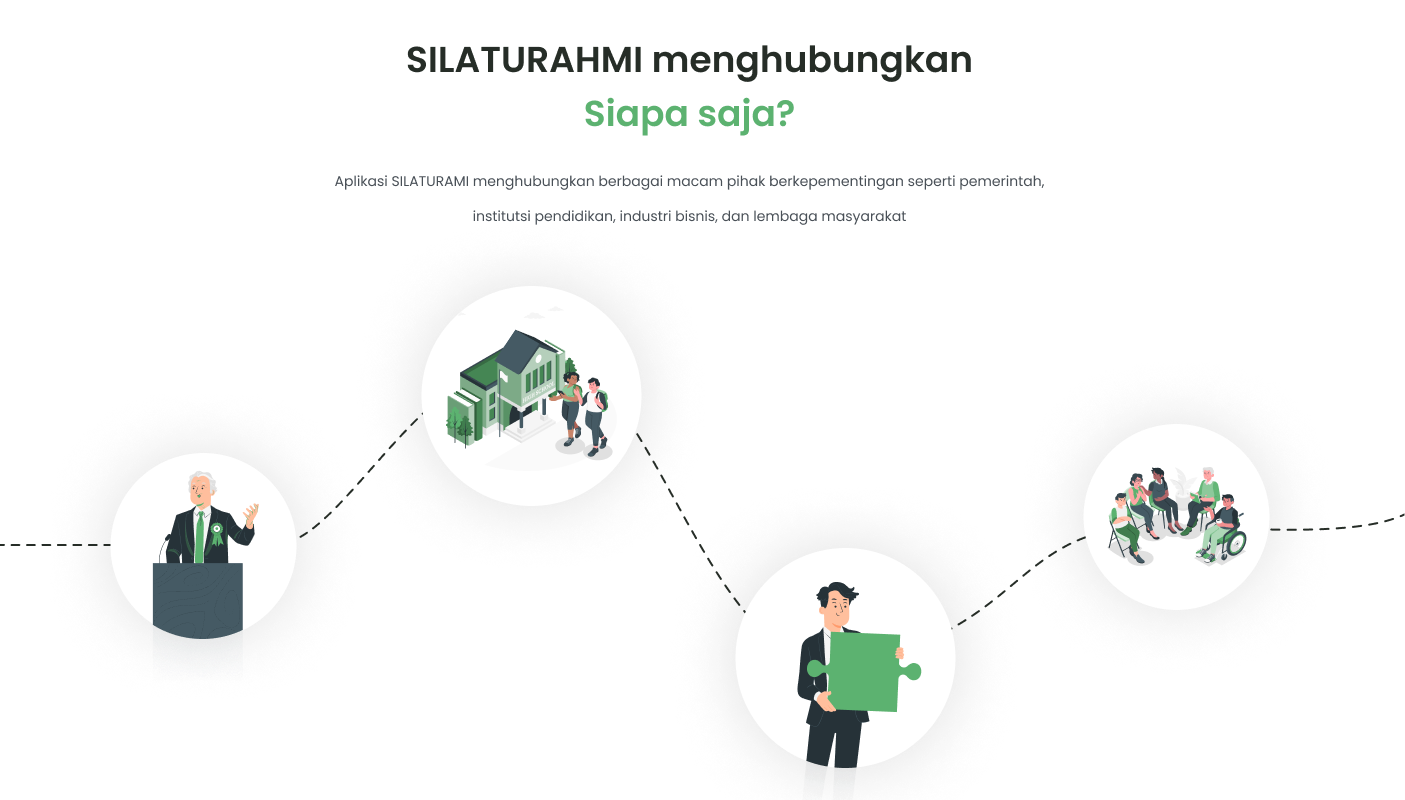 SILATURAHMI menghubungkan
Siapa saja?
Aplikasi SILATURAMI menghubungkan berbagai macam pihak berkepementingan seperti pemerintah,
institutsi pendidikan, industri bisnis, dan lembaga masyarakat